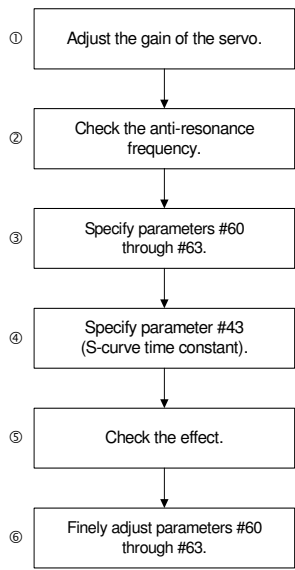 ① Adjust the gain of the servo.
② Check the anti-resonance
frequency.
③ Specify parameters #60
through #63.
④ Specify parameter #43
(S-curve time constant).
⑤ Check the effect.
⑥ Finely adjust parameters #60
through #63.